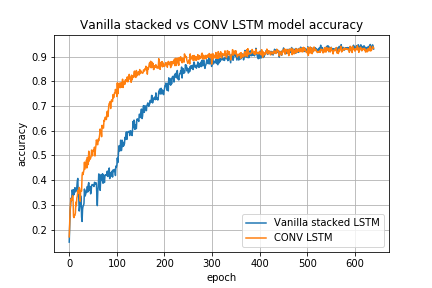 Vanilla stacked vs CONV LSTM model accuracy
accuracy
0.9
0.8
0.7
0.6
0.5
0.4
0.3
0.2
Vanilla stacked LSTM
CONV LSTM
0 100 200 300 400 500 600
epoch